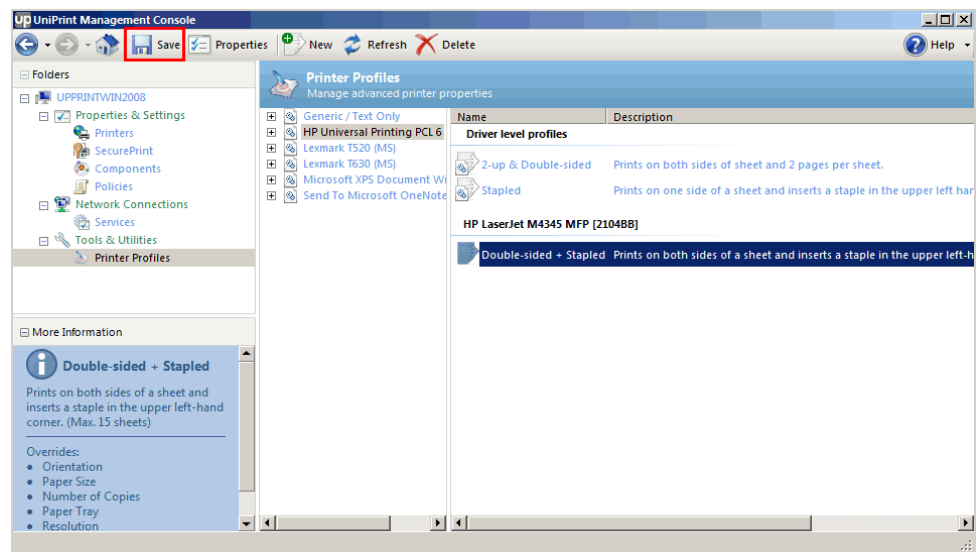 UP UniPrint Management Console
Save Properties New Refresh Delete Help
Folders
UPPRINTWIN2008
Properties & Settings
Printers
SecurePrint
Components
Policies
Network Connections
Services
Tools & Utilities
Printer Profiles
More Information
Double-sided + Stapled
Prints on both sides of a sheet and
inserts a staple in the upper left-hand
corner. (Max. 15 sheets)
Overrides:
• Orientation
• Paper Size
• Number of Copies
• Paper Tray
• Resolution
Printer Profiles
Manage advanced printer properties
Generic / Text Only
HP Universal Printing PCL 6
Lexmark T520 (MS)
Lexmark T630 (MS)
Microsoft XPS Document Wr
Send To Microsoft OneNote
Name Description
Driver level profiles
2-up & Double-sided Prints on both sides of sheet and 2 pages per sheet.
Stapled Prints on one side of a sheet and inserts a staple in the upper left har
HP LaserJet M4345 MFP [2104BB]
Double-sided + Stapled Prints on both sides of a sheet and inserts a staple in the upper left-h